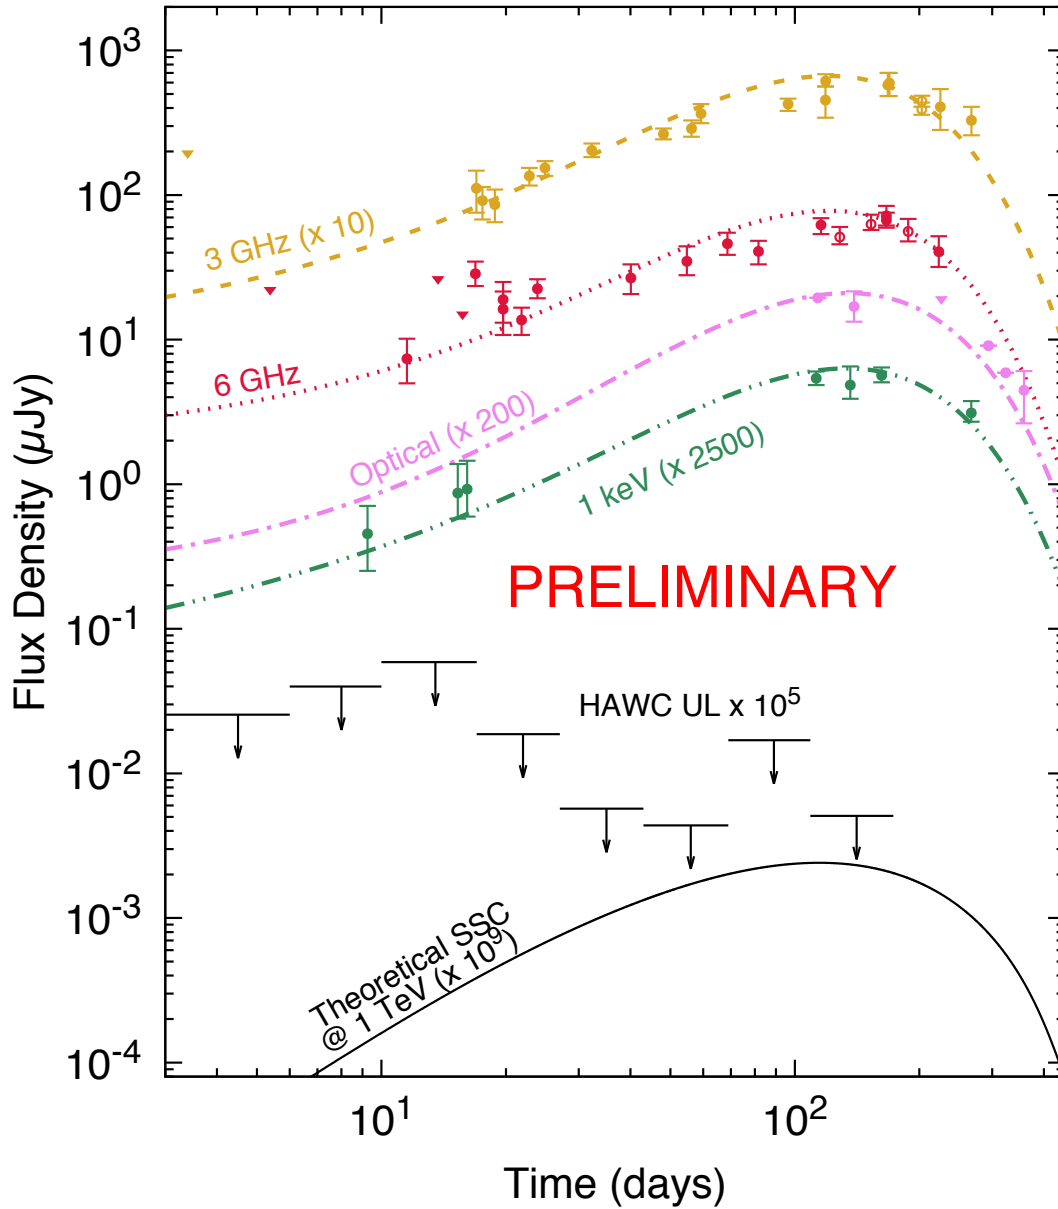 10³
10²
10¹
10⁰
10⁻¹
10⁻²
10⁻³
10⁻⁴
Flux Density (μJy)
3 GHz (x 10)
6 GHz
Optical (x 200)
1 keV (x 2500)
PRELIMINARY
HAWC UL x 10⁵
Theoretical SSC
@ 1 TeV (x 10⁹)
10¹
10²
Time (days)